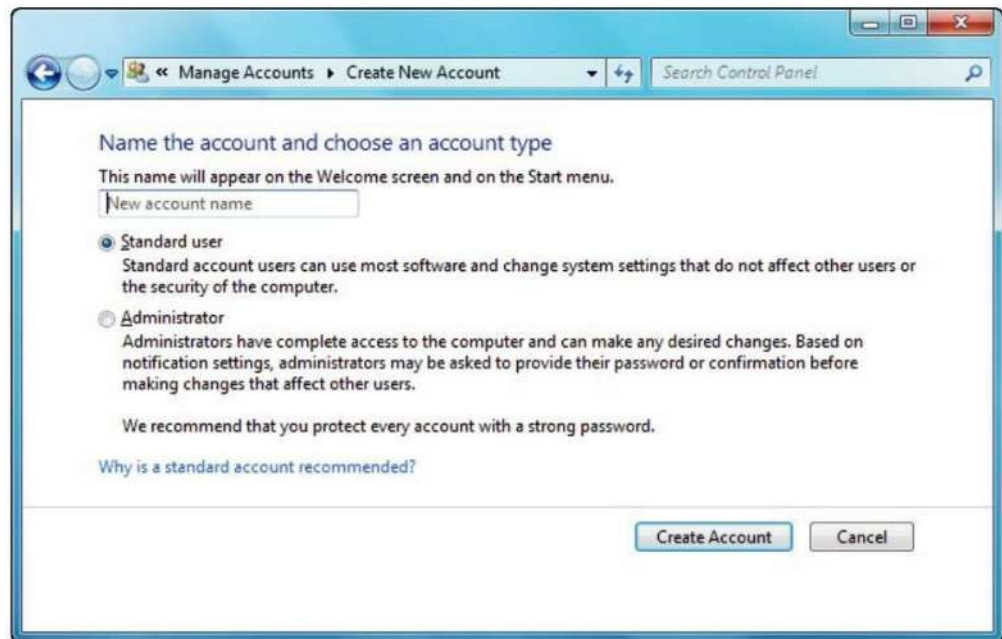 « Manage Accounts ▸ Create New Account
Search Control Panel
Name the account and choose an account type
This name will appear on the Welcome screen and on the Start menu.
New account name
Standard user
Standard account users can use most software and change system settings that do not affect other users or
the security of the computer.
Administrator
Administrators have complete access to the computer and can make any desired changes. Based on
notification settings, administrators may be asked to provide their password or confirmation before
making changes that affect other users.
We recommend that you protect every account with a strong password.
Why is a standard account recommended?
Create Account
Cancel